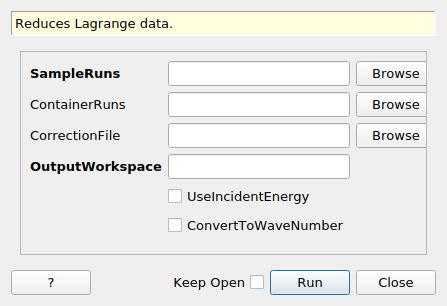 Reduces Lagrange data.
SampleRuns Browse
ContainerRuns Browse
CorrectionFile Browse
OutputWorkspace
UseIncidentEnergy
ConvertToWaveNumber
? Keep Open Run Close